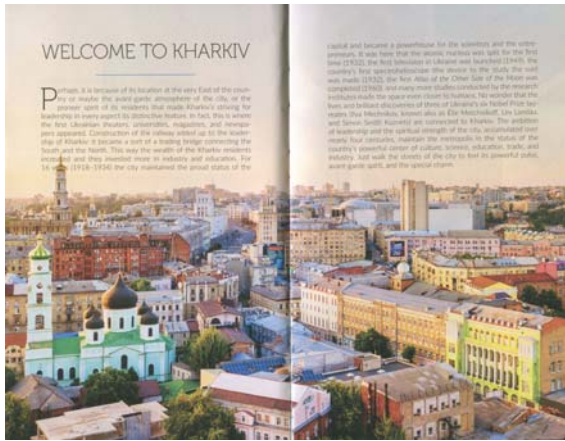 WELCOME TO KHARKIV
Perhaps, it is because of its location at the very East of the coun-
try or maybe the avant-garde atmosphere of the city, or the
pioneer spirit of its residents that made Kharkiv's striving for
leadership in every aspect its distinctive feature. In fact, this is where
the first Ukrainian theaters, universities, magazines, and newspa-
pers appeared. Construction of the railway added up to the leader-
ship of Kharkiv: it became a sort of a trading bridge connecting the
South and the North. This way the wealth of the Kharkiv residents
increased and they invested more in industry and education. For
16 years (1918–1934) the city maintained the proud status of the
capital and became a powerhouse for the scientists and the entre-
preneurs. It was here that the atomic nucleus was split for the first
time (1932), the first television in Ukraine was launched (1949), the
country's first spectrohelioscope (the device to the study the sun)
was made (1932), the first Atlas of the Other Side of the Moon was
completed (1960), and many more studies conducted by the research
institutes made the space even closer to humans. No wonder that the
lives and brilliant discoveries of three of Ukraine's six Nobel Prize lau-
reates (Ilya Mechnikov, known also as Élie Metchnikoff, Lev Landau,
and Simon Smith Kuznets) are connected to Kharkiv. The ambition
of leadership and the spiritual strength of the city, accumulated over
nearly four centuries, maintain the metropolis in the status of the
country's powerful center of culture, science, education, trade, and
industry. Just walk the streets of the city to feel its powerful pulse,
avant-garde spirit, and the special charm.